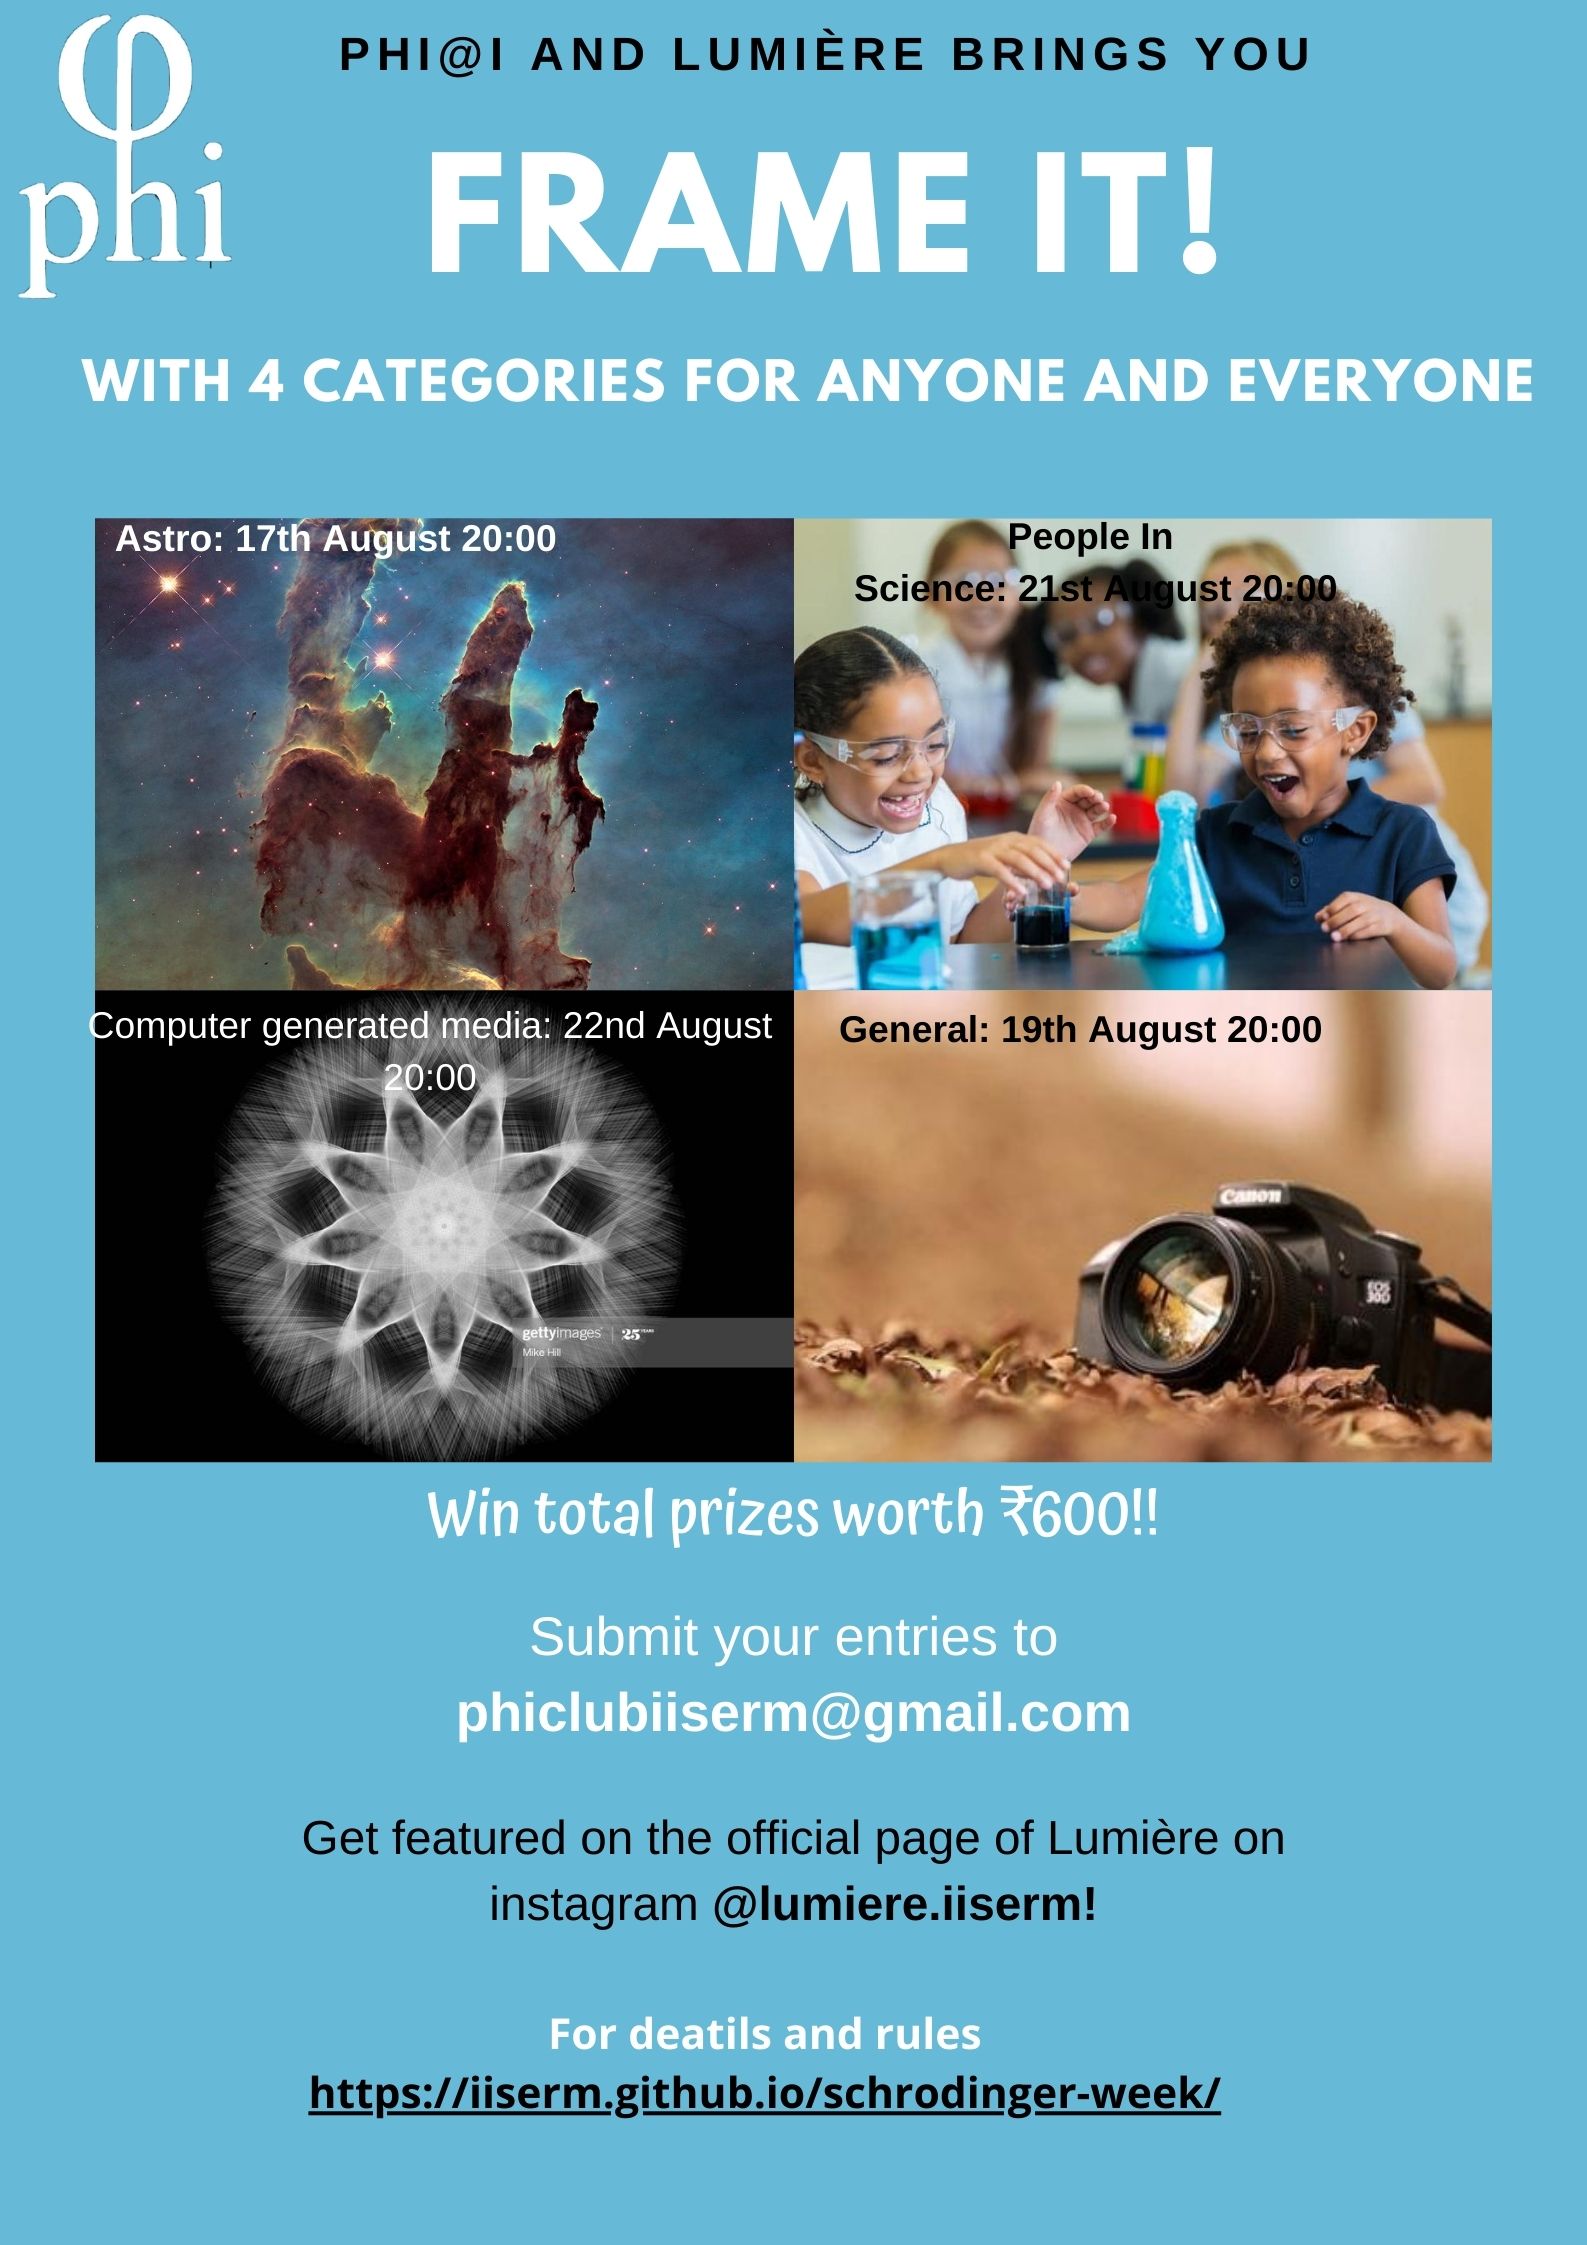 φ
phi
PHI@I AND LUMIÈRE BRINGS YOU
FRAME IT!
WITH 4 CATEGORIES FOR ANYONE AND EVERYONE
Astro: 17th August 20:00
People In
Science: 21st August 20:00
Computer generated media: 22nd August
20:00
gettyimages | 25 YEARS
Mike Hill
General: 19th August 20:00
Canon
EOS
30D
Win total prizes worth ₹600!!
Submit your entries to
phiclubiiserm@gmail.com
Get featured on the official page of Lumière on
instagram @lumiere.iiserm!
For deatils and rules
https://iiserm.github.io/schrodinger-week/